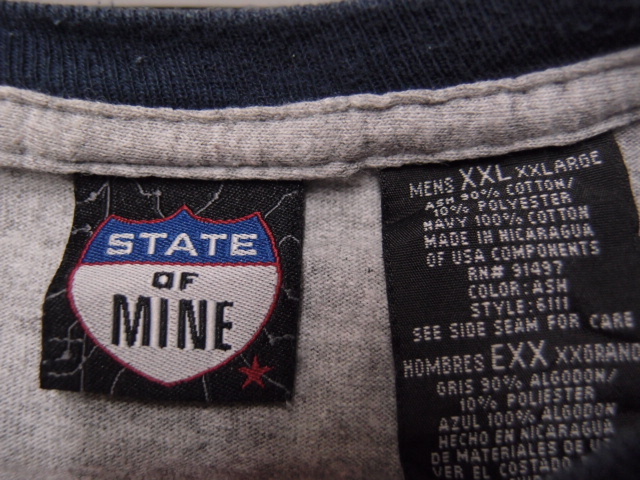 STATE
OF
MINE
MENS XXL XXLARGE
ASH 90% COTTON/
10% POLYESTER
NAVY 100% COTTON
MADE IN NICARAGUA
OF USA COMPONENTS
RN# 91497
COLOR: ASH
STYLE: 6111
SEE SIDE SEAM FOR CARE
HOMBRES EXX XXGRAN
GRIS 90% ALGODON/
10% POLIESTER
AZUL 100% ALGODON
HECHO EN NICARAGUA
DE MATERIALES DE
VER EL COSTADO